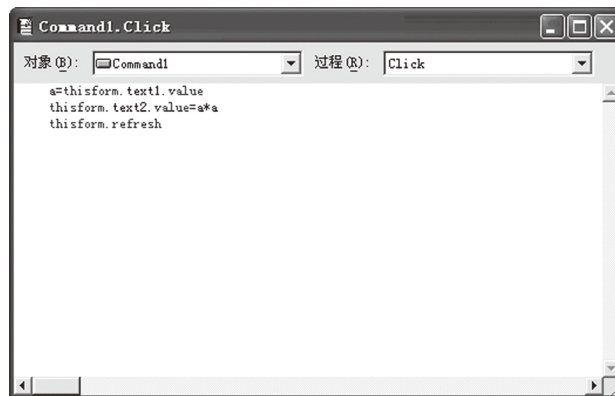 Command1.Click
对象(B): Command1 过程(R): Click
a=thisform.text1.value
thisform.text2.value=a*a
thisform.refresh